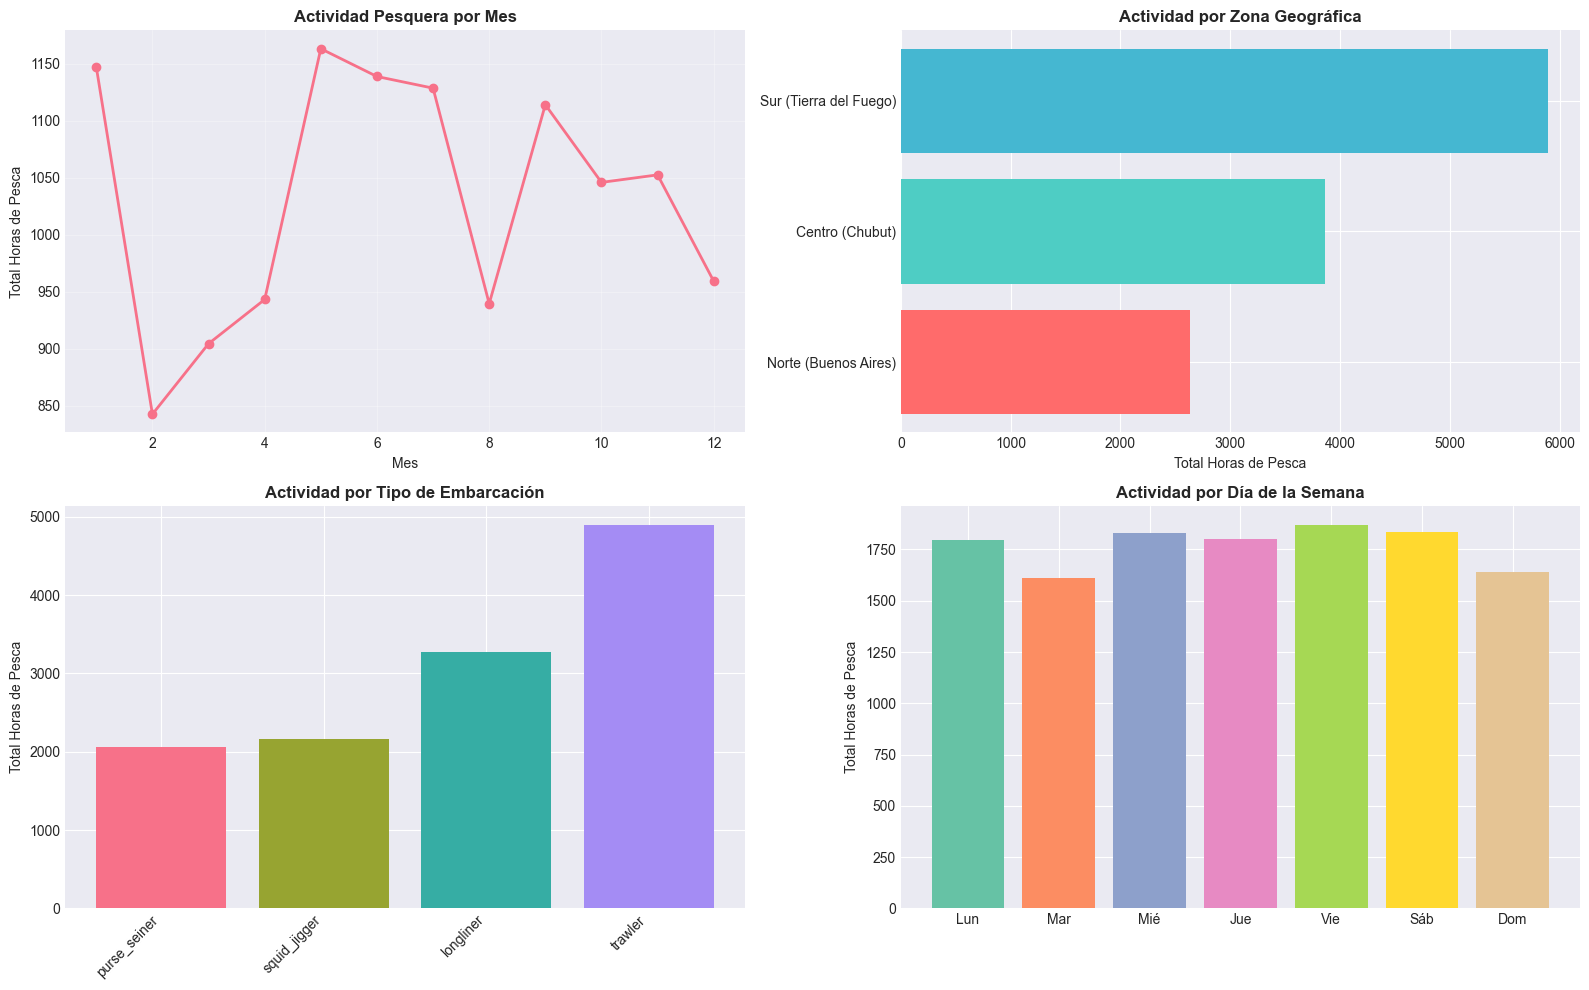 Actividad Pesquera por Mes
Total Horas de Pesca
1150
1100
1050
1000
950
900
850
2 4 6 8 10 12
Mes
Actividad por Zona Geográfica
Sur (Tierra del Fuego)
Centro (Chubut)
Norte (Buenos Aires)
0 1000 2000 3000 4000 5000 6000
Total Horas de Pesca
Actividad por Tipo de Embarcación
Total Horas de Pesca
5000
4000
3000
2000
1000
0
purse_seiner squid_jigger longliner trawler
Actividad por Día de la Semana
Total Horas de Pesca
1750
1500
1250
1000
750
500
250
0
Lun Mar Mié Jue Vie Sáb Dom